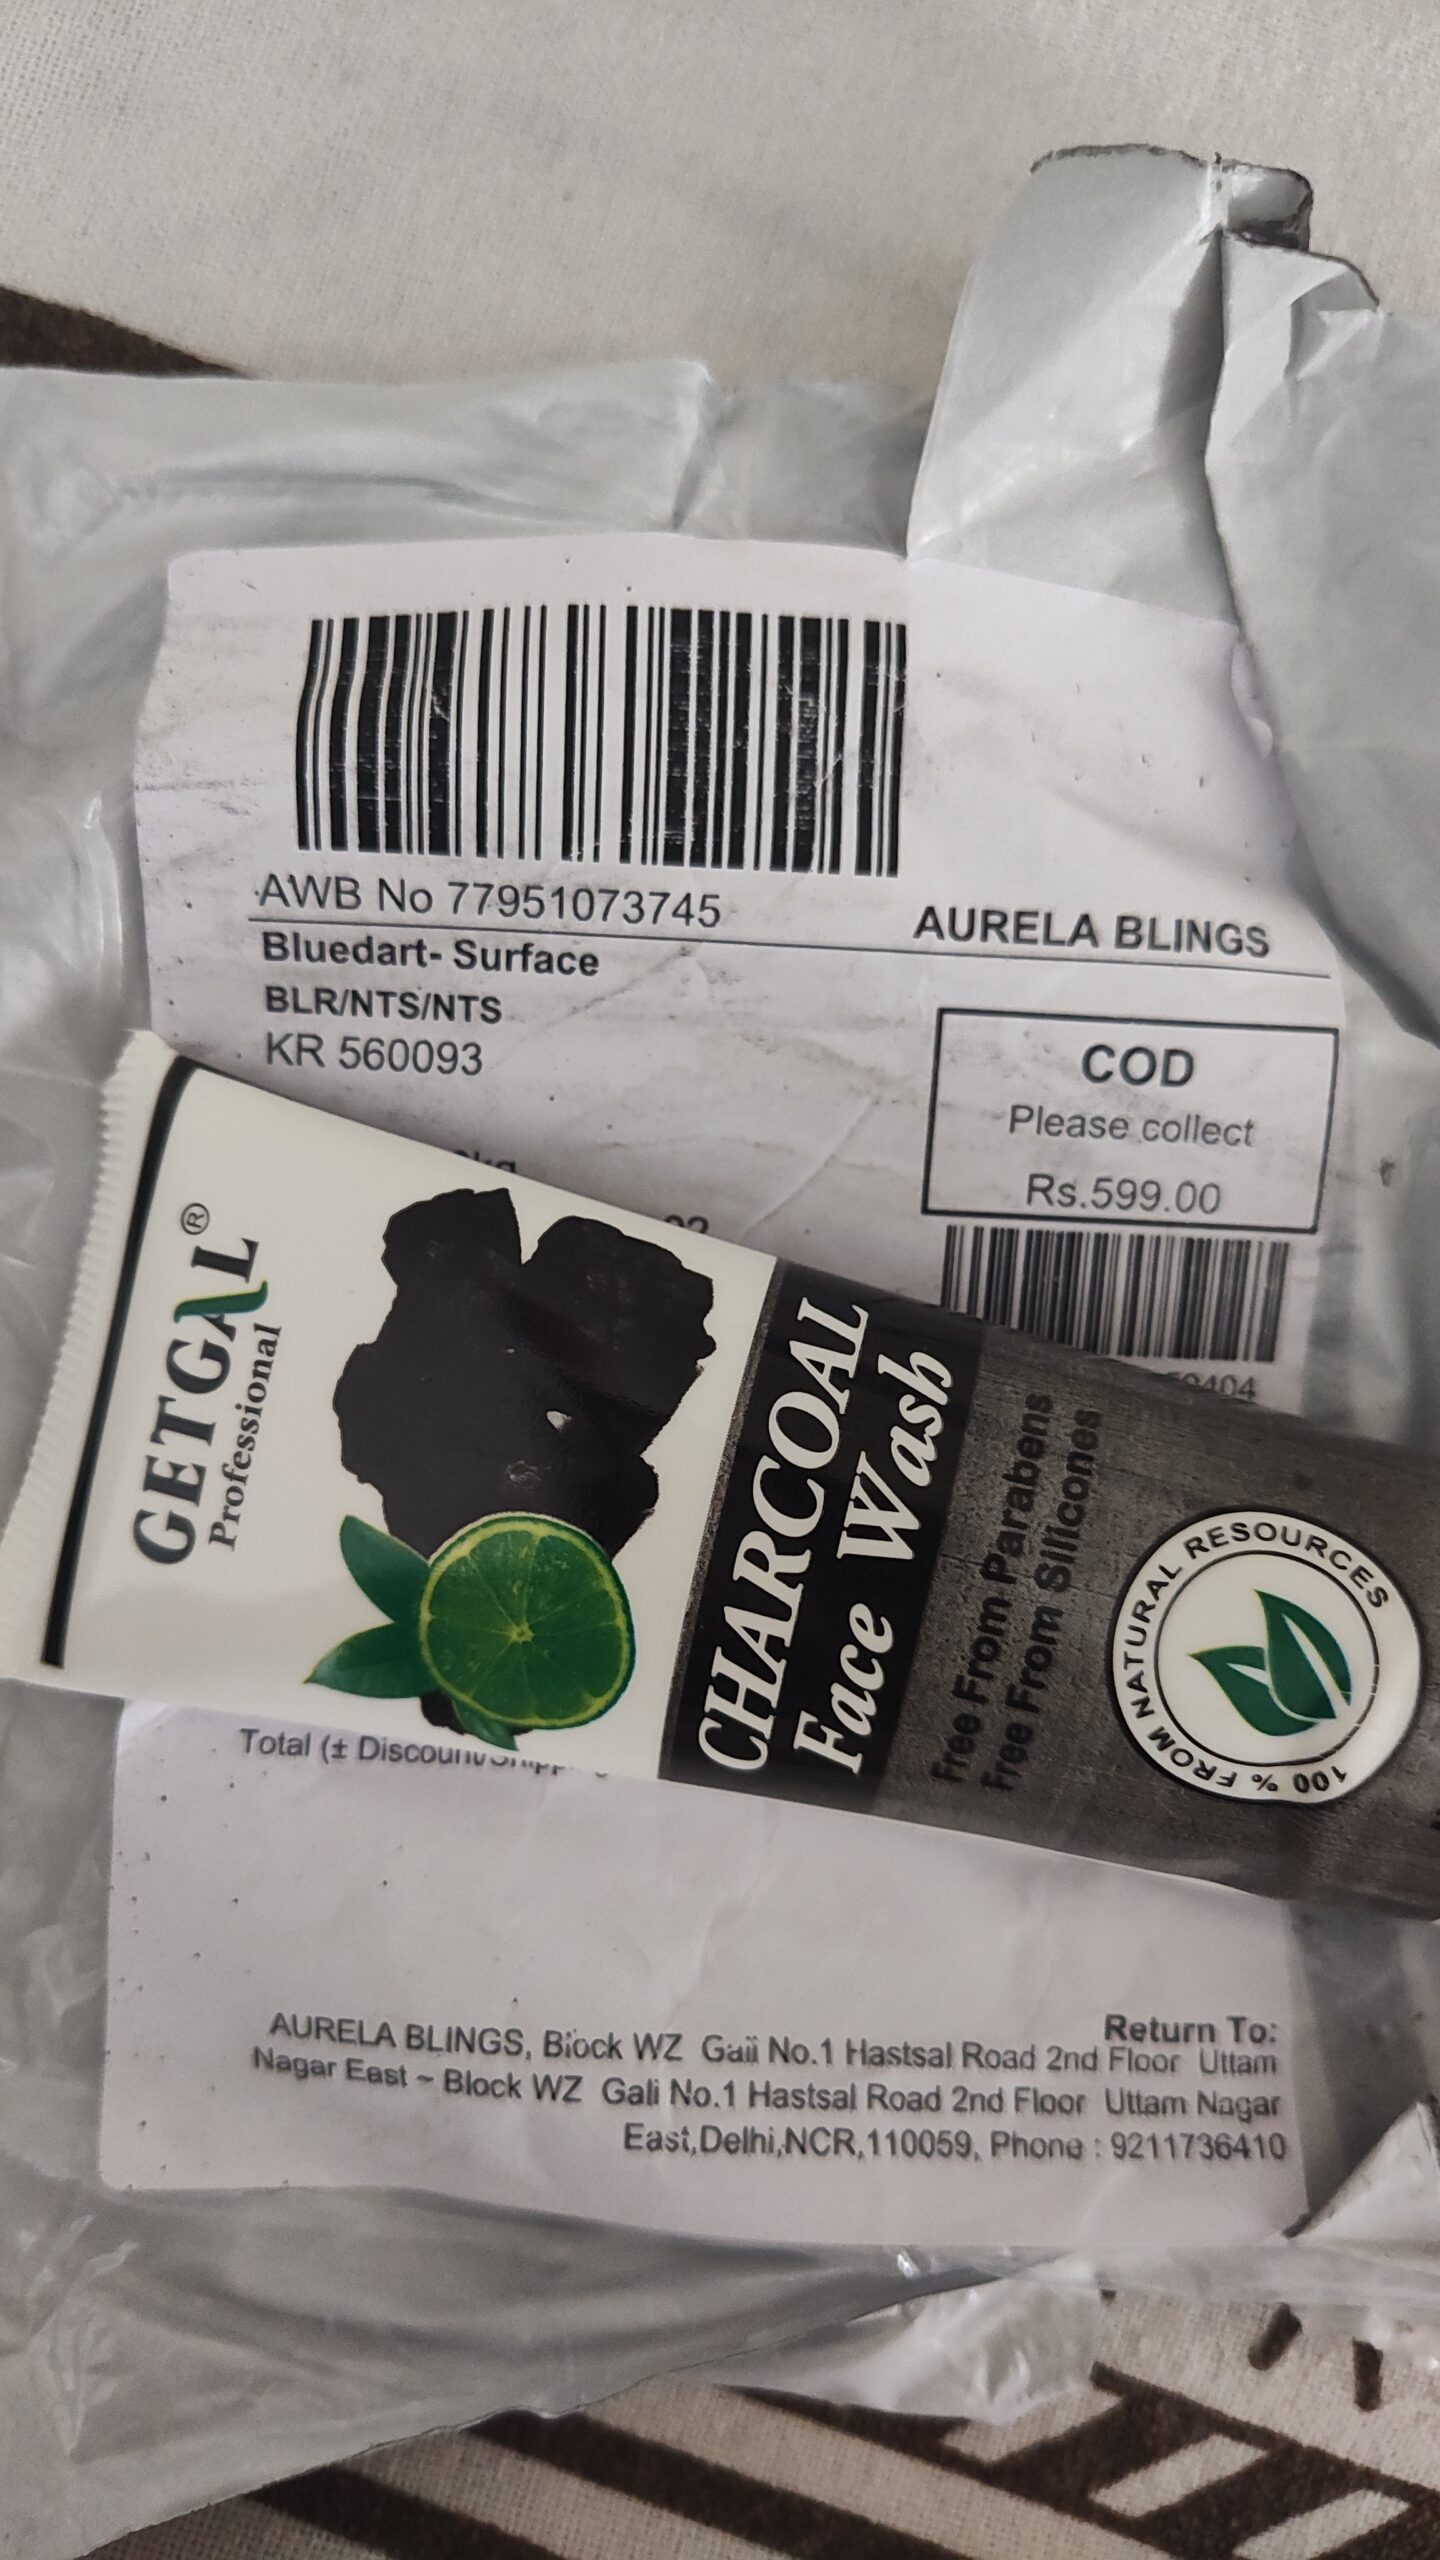 AWB No 77951073745
AURELA BLINGS
Bluedart- Surface
BLR/NTS/NTS
KR 560093
COD
Please collect
Rs.599.00
GETGAL®
Professional
CHARCOAL
Face Wash
Free From Parabens
Free From Silicones
100 % FROM NATURAL RESOURCES
Total (±
Return To:
AURELA BLINGS, Block WZ Gali No.1 Hastsal Road 2nd Floor Uttam
Nagar East ~ Block WZ Gali No.1 Hastsal Road 2nd Floor Uttam Nagar
East,Delhi,NCR,110059, Phone : 9211736410